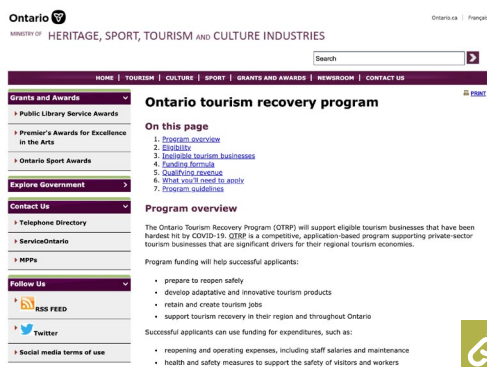 Ontario
Ontario.ca | Français
MINISTRY OF HERITAGE, SPORT, TOURISM AND CULTURE INDUSTRIES
Search
HOME | TOURISM | CULTURE | SPORT | GRANTS AND AWARDS | NEWSROOM | CONTACT US
Grants and Awards
Public Library Service Awards
Premier's Awards for Excellence
in the Arts
Ontario Sport Awards
Explore Government
Contact Us
Telephone Directory
ServiceOntario
MPPs
Follow Us
RSS FEED
Twitter
Social media terms of use
PRINT
Ontario tourism recovery program
On this page
1. Program overview
2. Eligibility
3. Ineligible tourism businesses
4. Funding formula
5. Qualifying revenue
6. What you'll need to apply
7. Program guidelines
Program overview
The Ontario Tourism Recovery Program (OTRP) will support eligible tourism businesses that have been
hardest hit by COVID-19. OTRP is a competitive, application-based program supporting private-sector
tourism businesses that are significant drivers for their regional tourism economies.
Program funding will help successful applicants:
• prepare to reopen safely
• develop adaptative and innovative tourism products
• retain and create tourism jobs
• support tourism recovery in their region and throughout Ontario
Successful applicants can use funding for expenditures, such as:
• reopening and operating expenses, including staff salaries and maintenance
• health and safety measures to support the safety of visitors and workers